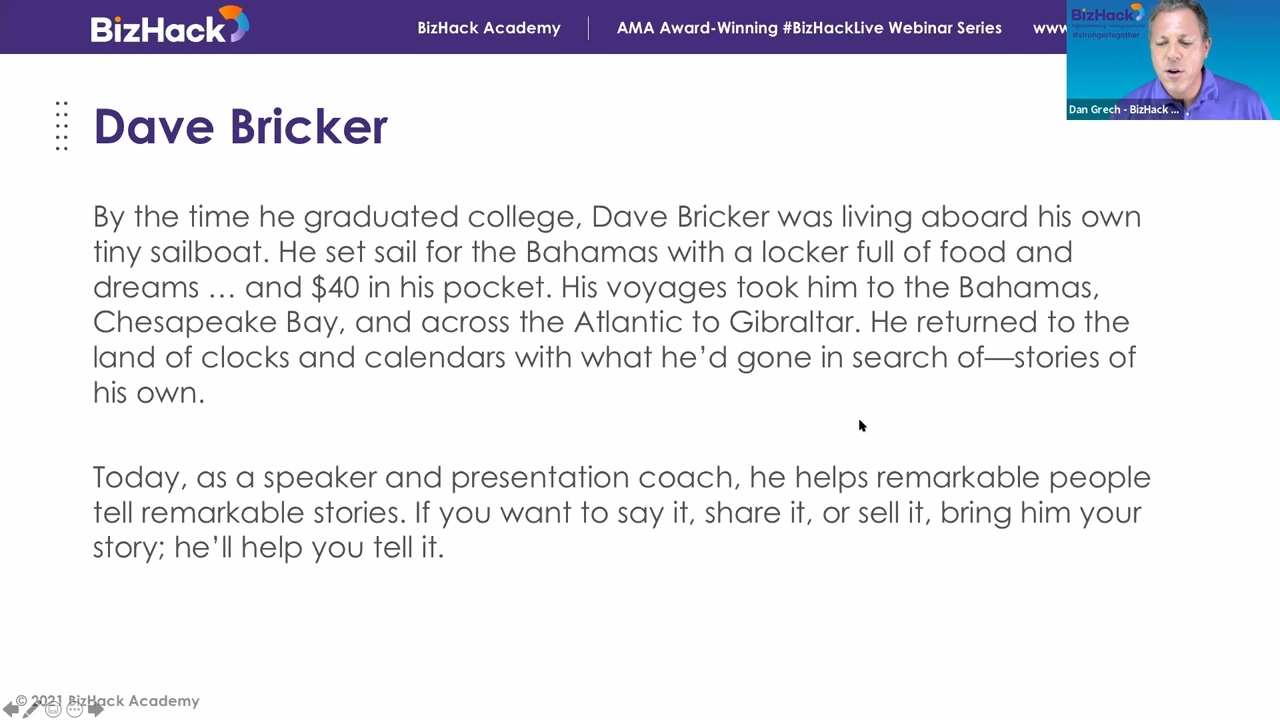 BizHack
BizHack Academy
AMA Award-Winning #BizHackLive Webinar Series
www
BizHack
#strongertogether
Dan Grech - BizHack ...
Dave Bricker
By the time he graduated college, Dave Bricker was living aboard his own
tiny sailboat. He set sail for the Bahamas with a locker full of food and
dreams … and $40 in his pocket. His voyages took him to the Bahamas,
Chesapeake Bay, and across the Atlantic to Gibraltar. He returned to the
land of clocks and calendars with what he’d gone in search of—stories of
his own.
Today, as a speaker and presentation coach, he helps remarkable people
tell remarkable stories. If you want to say it, share it, or sell it, bring him your
story; he’ll help you tell it.
© 2021 BizHack Academy